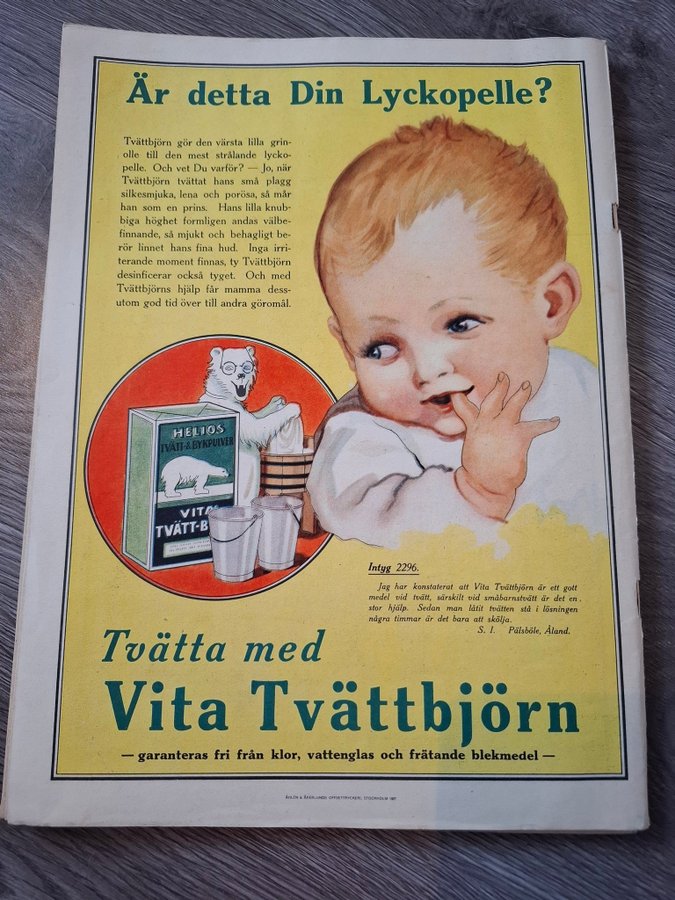 Är detta Din Lyckopelle?
Tvättbjörn gör den värsta lilla grin-
olle till den mest strålande lycko-
pelle. Och vet Du varför? — Jo, när
Tvättbjörn tvättat hans små plagg
silkesmjuka, lena och porösa, så mår
han som en prins. Hans lilla knub-
biga höghet formligen andas välbe-
finnande, så mjukt och behagligt be-
rör linnet hans fina hud. Inga irri-
terande moment finnas, ty Tvättbjörn
desinficerar också tyget. Och med
Tvättbjörns hjälp får mamma dess-
utom god tid över till andra göromål.
HELIOS
TVÄTT- & BYKPULVER
VITA
TVÄTT-B
Intyg 2296.
Jag har konstaterat att Vita Tvättbjörn är ett gott
medel vid tvätt, särskilt vid småbarnstvätt är det en
stor hjälp. Sedan man låtit tvätten stå i lösningen
några timmar är det bara att skölja.
S. I. Pålsböle, Åland.
Tvätta med
Vita Tvättbjörn
— garanteras fri från klor, vattenglas och frätande blekmedel —
ÅHLÉN & ÅKERLUNDS OFFSETTRYCKERI, STOCKHOLM